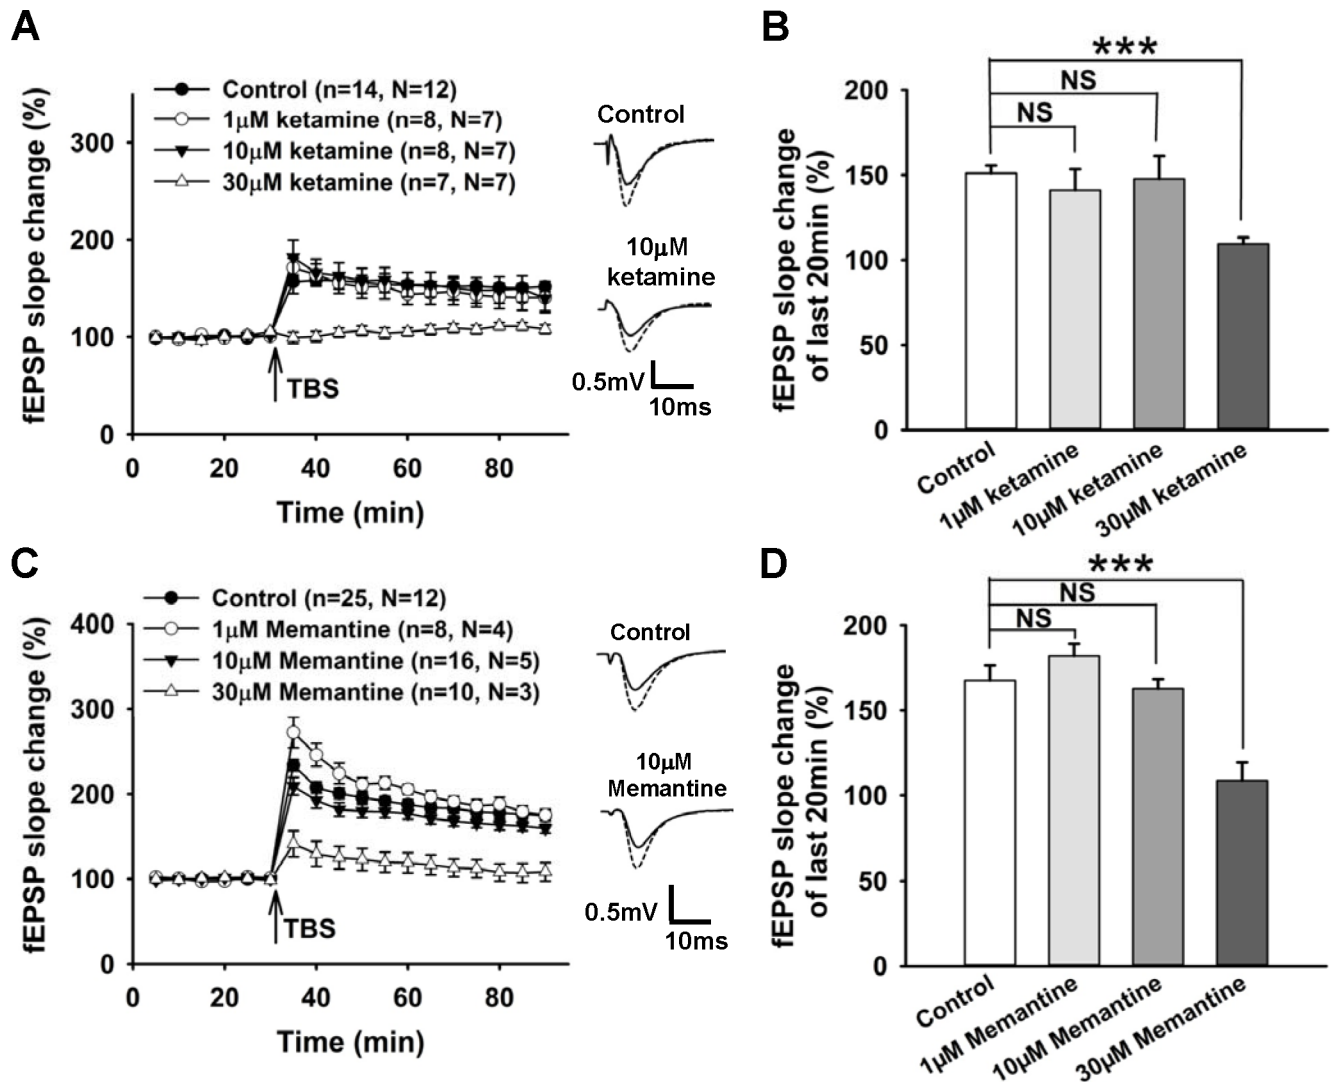 A
Control (n=14, N=12)
1μM ketamine (n=8, N=7)
10μM ketamine (n=8, N=7)
30μM ketamine (n=7, N=7)
fEPSP slope change (%)
300
200
100
0
TBS
0 20 40 60 80
Time (min)
Control
10μM
ketamine
0.5mV
10ms
B
***
NS
NS
fEPSP slope change
of last 20min (%)
200
150
100
50
0
Control
1μM ketamine
10μM ketamine
30μM ketamine
C
Control (n=25, N=12)
1μM Memantine (n=8, N=4)
10μM Memantine (n=16, N=5)
30μM Memantine (n=10, N=3)
fEPSP slope change (%)
400
300
200
100
0
TBS
0 20 40 60 80
Time (min)
Control
10μM
Memantine
0.5mV
10ms
D
***
NS
NS
fEPSP slope change
of last 20min (%)
200
150
100
50
0
Control
1μM Memantine
10μM Memantine
30μM Memantine